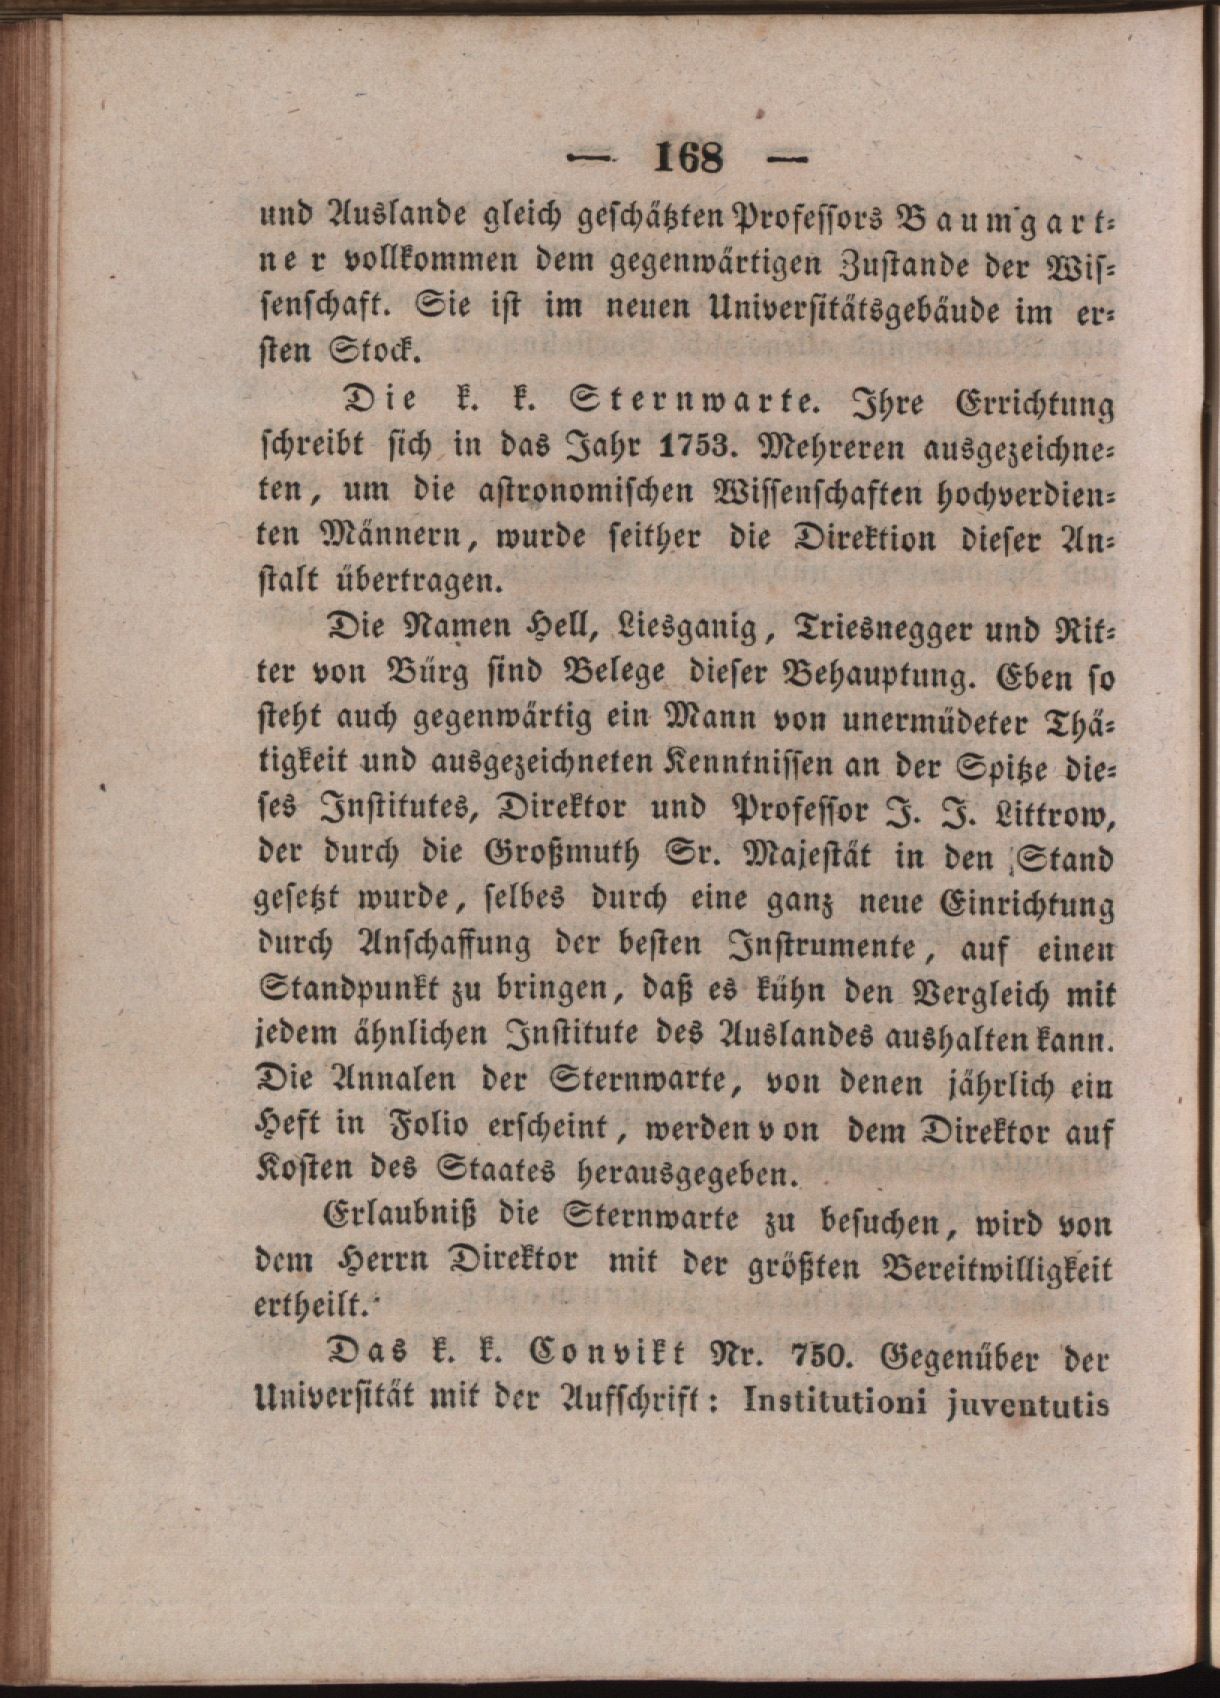 — 168 —
und Auslande gleich geschätzten Professors Baumgart-
ner vollkommen dem gegenwärtigen Zustande der Wis-
senschaft. Sie ist im neuen Universitätsgebäude im er-
sten Stock.
Die k. k. Sternwarte. Ihre Errichtung
schreibt sich in das Jahr 1753. Mehreren ausgezeichne-
ten, um die astronomischen Wissenschaften hochverdien-
ten Männern, wurde seither die Direktion dieser An-
stalt übertragen.
Die Namen Hell, Liesganig, Triesnegger und Rit-
ter von Bürg sind Belege dieser Behauptung. Eben so
steht auch gegenwärtig ein Mann von unermüdeter Thä-
tigkeit und ausgezeichneten Kenntnissen an der Spitze die-
ses Institutes, Direktor und Professor J. J. Littrow,
der durch die Großmuth Sr. Majestät in den Stand
gesetzt wurde, selbes durch eine ganz neue Einrichtung
durch Anschaffung der besten Instrumente, auf einen
Standpunkt zu bringen, daß es kühn den Vergleich mit
jedem ähnlichen Institute des Auslandes aushalten kann.
Die Annalen der Sternwarte, von denen jährlich ein
Heft in Folio erscheint, werden von dem Direktor auf
Kosten des Staates herausgegeben.
Erlaubniß die Sternwarte zu besuchen, wird von
dem Herrn Direktor mit der größten Bereitwilligkeit
ertheilt.
Das k. k. Convikt Nr. 750. Gegenüber der
Universität mit der Aufschrift: Institutioni juventutis